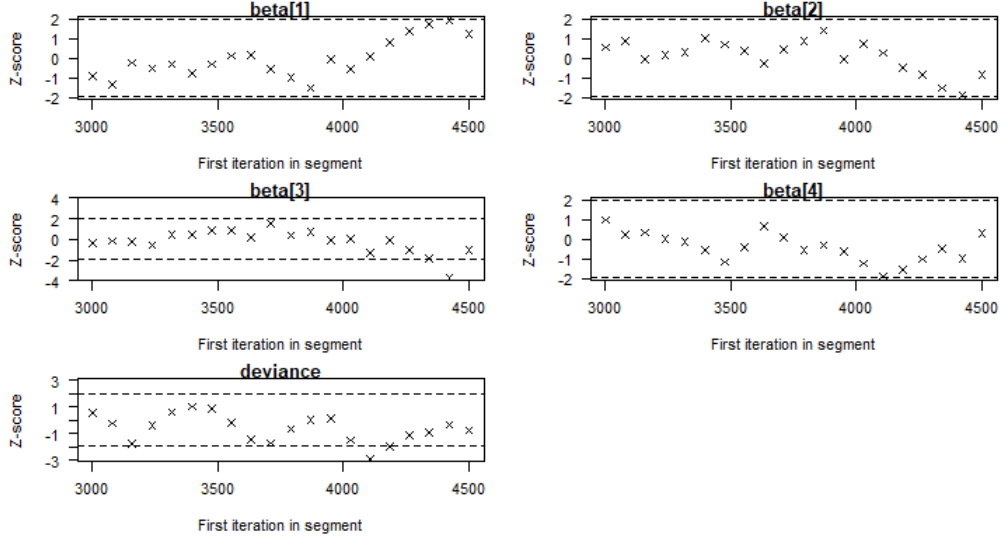 beta[1]
Z-score
2
1
0
-1
-2
3000 3500 4000 4500
First iteration in segment
beta[2]
Z-score
2
1
0
-1
-2
3000 3500 4000 4500
First iteration in segment
beta[3]
Z-score
4
2
0
-2
-4
3000 3500 4000 4500
First iteration in segment
beta[4]
Z-score
2
1
0
-1
-2
3000 3500 4000 4500
First iteration in segment
deviance
Z-score
3
1
-1
-3
3000 3500 4000 4500
First iteration in segment